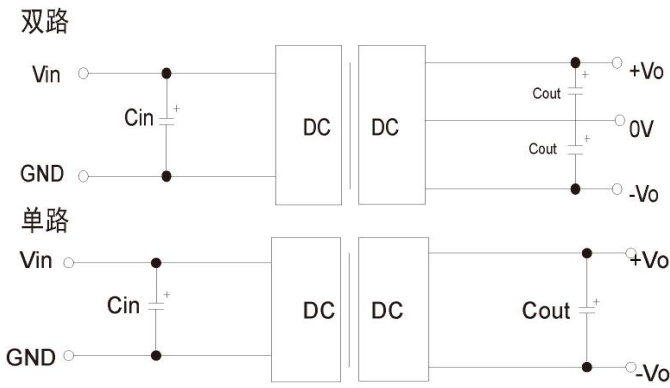 双路
Vin
Cin
+
GND
DC
DC
Cout
+
Cout
+
+Vo
0V
-Vo
单路
Vin
Cin
+
GND
DC
DC
Cout
+
+Vo
-Vo